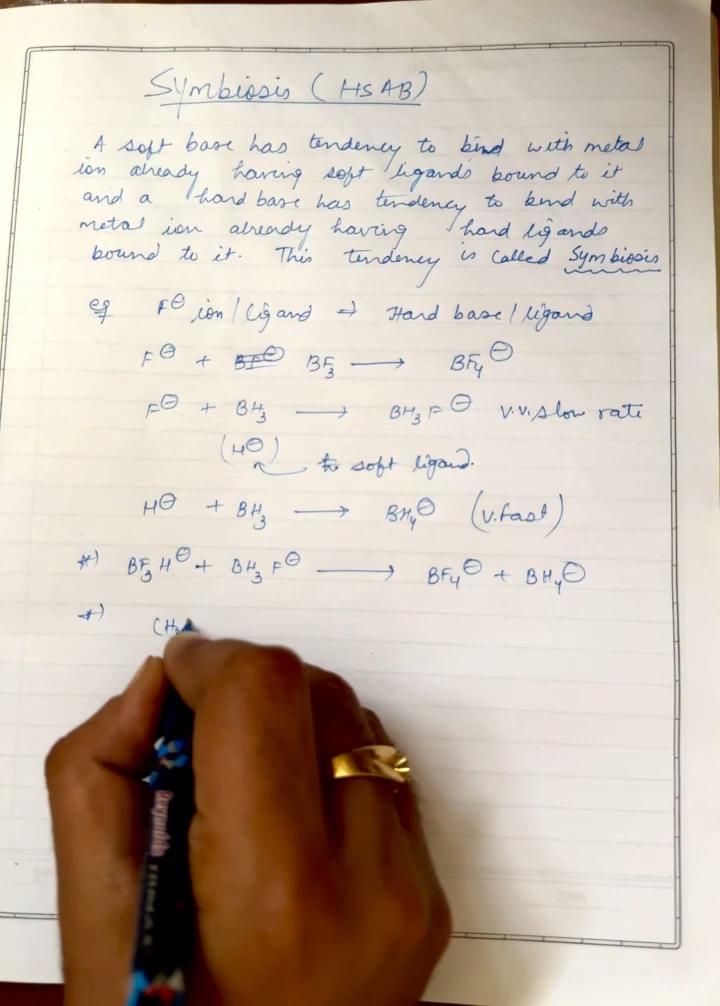 Symbiosis (HSAB)
A soft base has tendency to bind with metal
ion already having soft ligands bound to it
and a hard base has tendency to bind with
metal ion already having hard ligands
bound to it. This tendency is called Symbiosis
eg F⊖ ion/ligand → Hard base/ligand
F⊖ + BF₃ ⟶ BF₄⊖
F⊖ + BH₃ ⟶ BH₃F⊖ v.v. slow rate
(H⊖) soft ligand.
H⊖ + BH₃ ⟶ BH₄⊖ (v.fast)
*) BF₃H⊖ + BH₃F⊖ ⟶ BF₄⊖ + BH₄⊖
*) CH₃